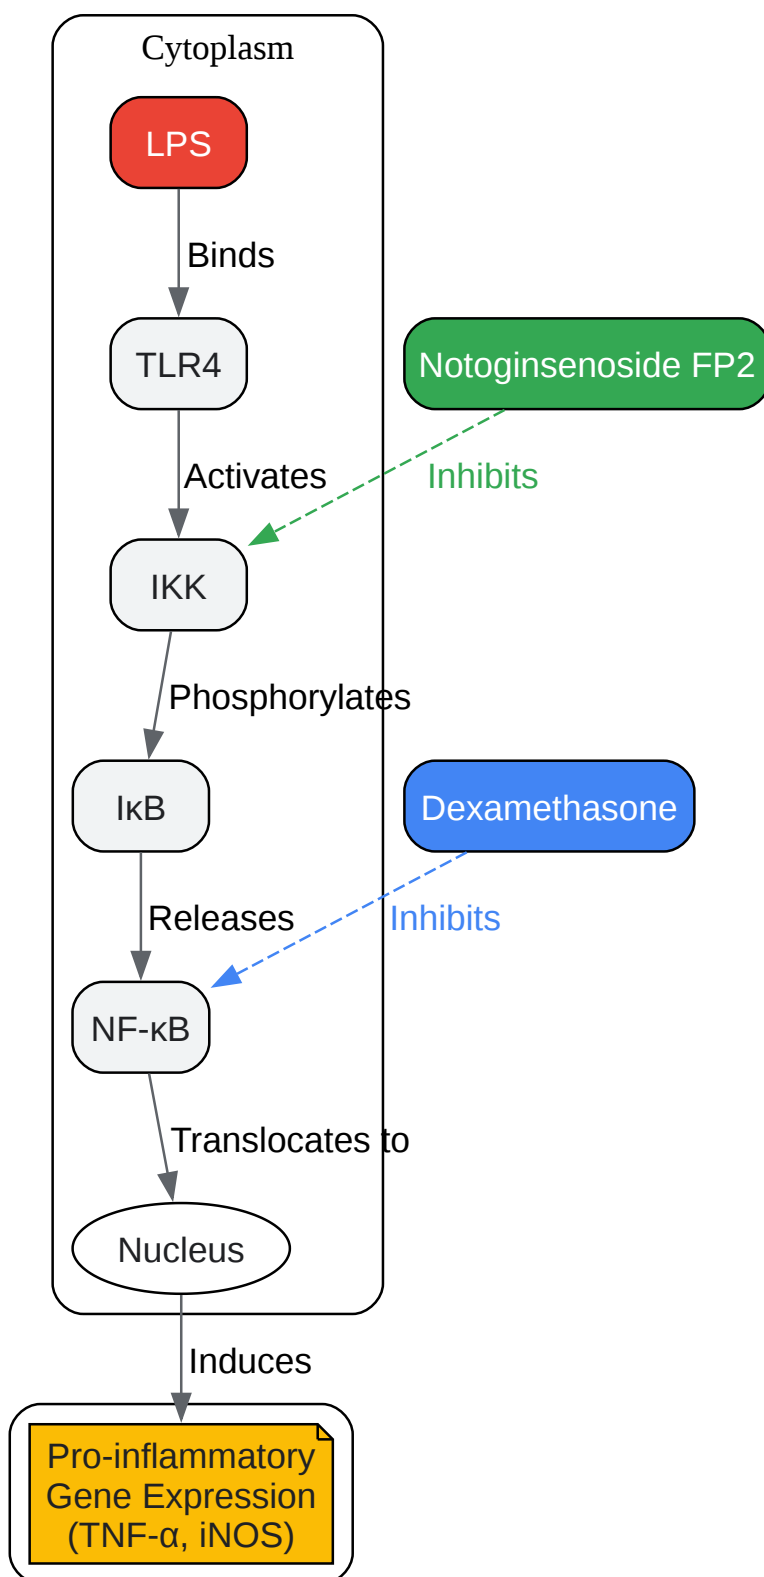 Cytoplasm
LPS
Binds
TLR4
Notoginsenoside FP2
Activates
Inhibits
IKK
Phosphorylates
IκB
Dexamethasone
Releases
Inhibits
NF-κB
Translocates to
Nucleus
Induces
Pro-inflammatory
Gene Expression
(TNF-α, iNOS)